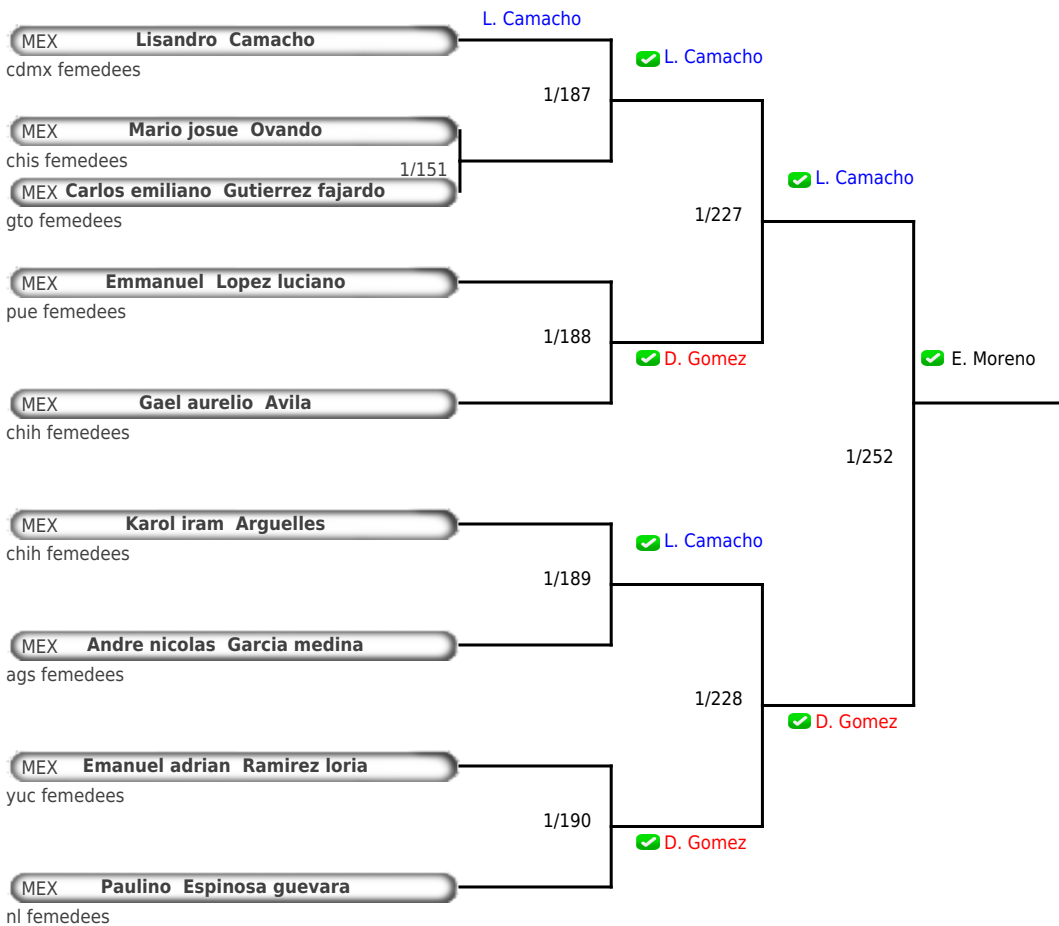 L. Camacho
MEX Lisandro Camacho
cdmx femedees
L. Camacho
1/187
MEX Mario josue Ovando
chis femedees
1/151
MEX Carlos emiliano Gutierrez fajardo
gto femedees
L. Camacho
1/227
MEX Emmanuel Lopez luciano
pue femedees
1/188
D. Gomez
E. Moreno
MEX Gael aurelio Avila
chih femedees
1/252
MEX Karol iram Arguelles
chih femedees
L. Camacho
1/189
MEX Andre nicolas Garcia medina
ags femedees
1/228
D. Gomez
MEX Emanuel adrian Ramirez loria
yuc femedees
1/190
D. Gomez
MEX Paulino Espinosa guevara
nl femedees